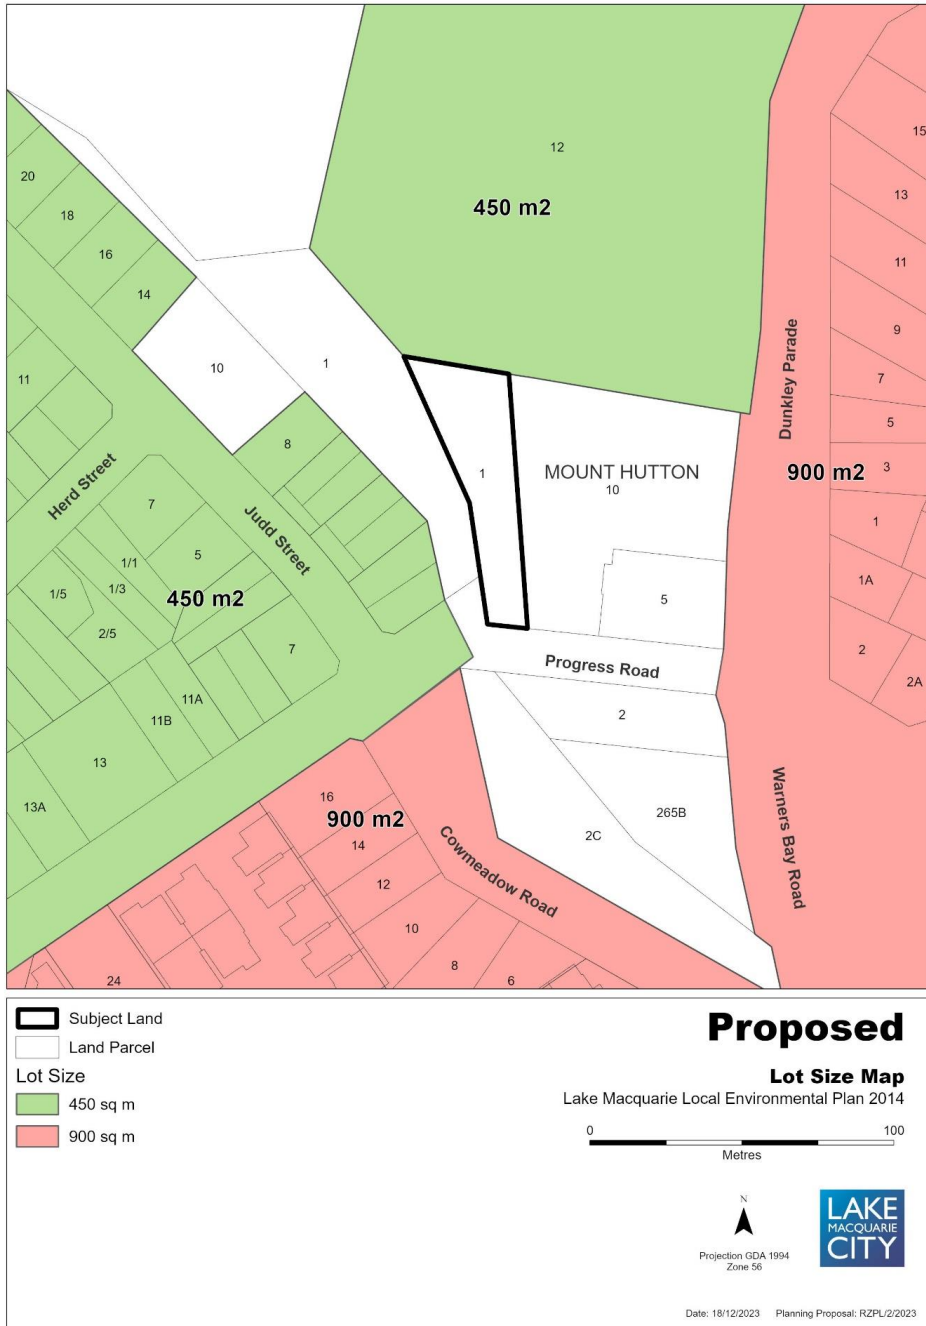 12
450 m2
15
13
11
9
7
5
3
1
1A
2
2A
Dunkley Parade
900 m2
Warners Bay Road
20
18
16
14
10
1
11
8
Herd Street
Judd Street
7
5
1/1
1/3
1/5
2/5
450 m2
7
11A
11B
13
13A
1
MOUNT HUTTON
10
5
Progress Road
2
265B
2C
16
900 m2
14
12
10
8
6
24
Cowmeadow Road
Subject Land
Land Parcel
Lot Size
450 sq m
900 sq m
Proposed
Lot Size Map
Lake Macquarie Local Environmental Plan 2014
0 100
Metres
N
Projection GDA 1994
Zone 56
LAKE
MACQUARIE
CITY
Date: 18/12/2023 Planning Proposal: RZPL/2/2023